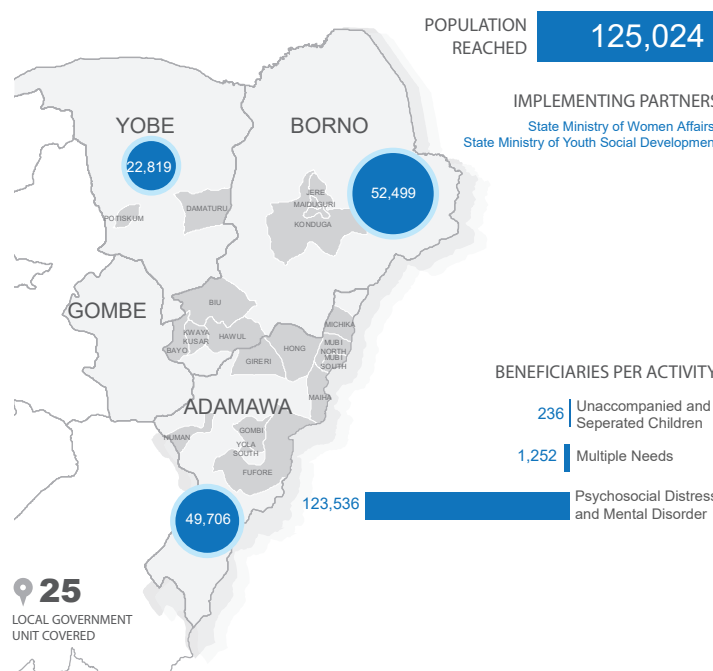 POPULATION
REACHED
125,024
IMPLEMENTING PARTNERS
State Ministry of Women Affairs
State Ministry of Youth Social Development
YOBE
BORNO
22,819
52,499
JERE
MAIDUGURI
KONDUGA
DAMATURU
POTISKUM
GOMBE
BIU
KWAYA
KUSAR
HAWUL
BAYO
MICHIKA
MUBI
NORTH
MUBI
SOUTH
HONG
GIRERI
MAIHA
ADAMAWA
GOMBI
YOLA
SOUTH
NUMAN
FUFORE
49,706
BENEFICIARIES PER ACTIVITY
236 Unaccompanied and
Seperated Children
1,252 Multiple Needs
123,536 Psychosocial Distress
and Mental Disorder
25
LOCAL GOVERNMENT
UNIT COVERED